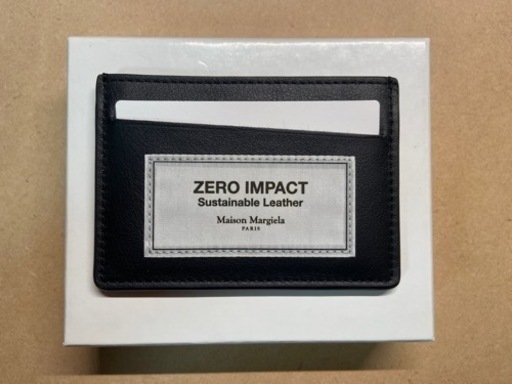 ZERO IMPACT
Sustainable Leather
Maison Margiela
PARIS